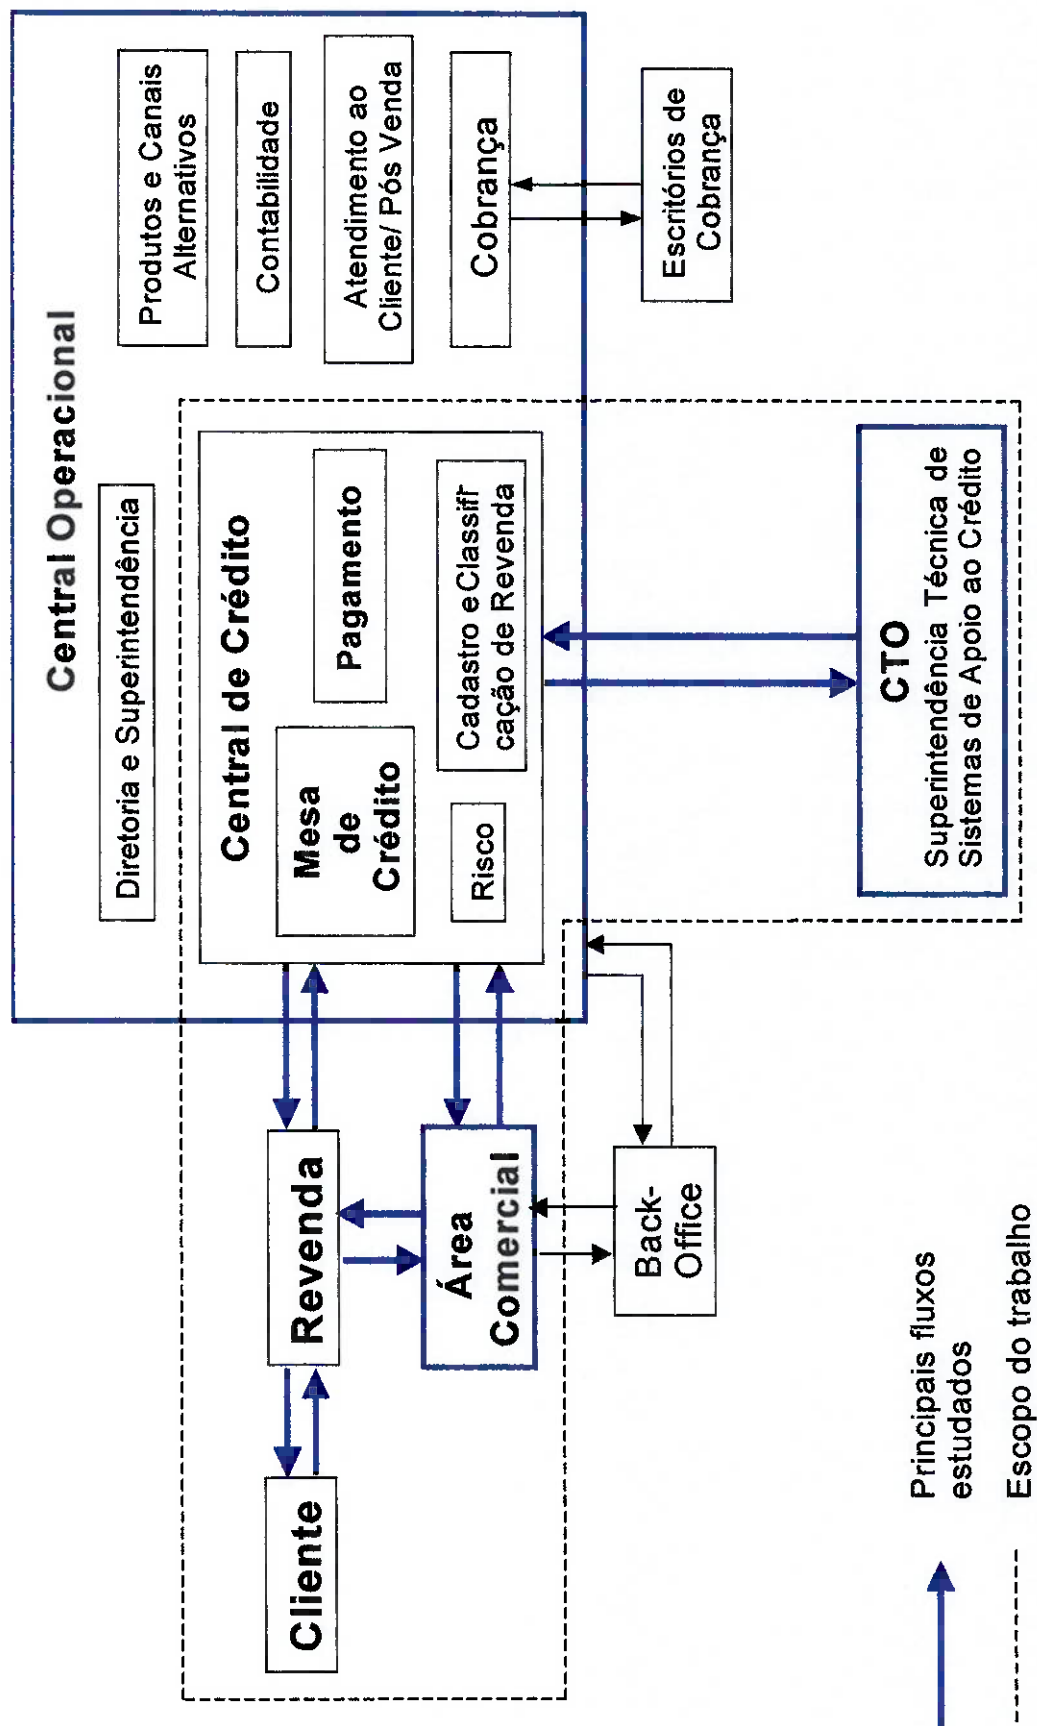 Central Operacional
Diretoria e Superintendência
Produtos e Canais
Alternativos
Contabilidade
Atendimento ao
Cliente/ Pós Venda
Cobrança
Escritórios de
Cobrança
Central de Crédito
Mesa
de
Crédito
Pagamento
Risco
Cadastro e Classifi
cação de Revenda
Cliente
Revenda
Área
Comercial
Back-
Office
CTO
Superintendência Técnica de
Sistemas de Apoio ao Crédito
Principais fluxos
estudados
Escopo do trabalho